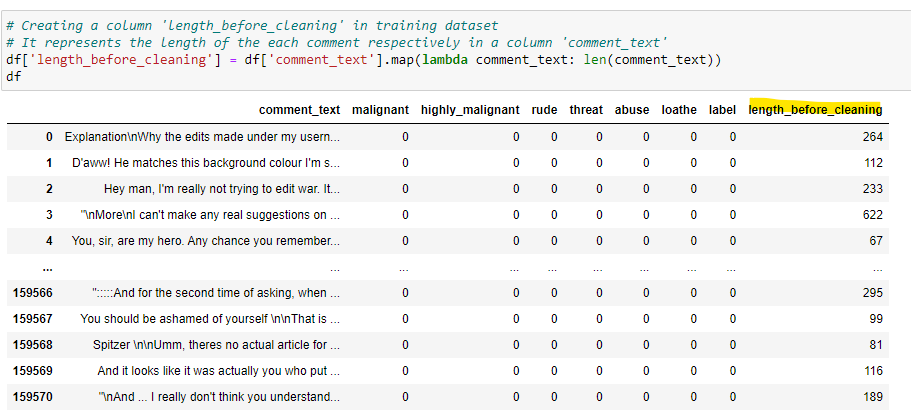 # Creating a column 'length_before_cleaning' in training dataset
# It represents the length of the each comment respectively in a column 'comment_text'
df['length_before_cleaning'] = df['comment_text'].map(lambda comment_text: len(comment_text))
df
comment_text malignant highly_malignant rude threat abuse loathe label length_before_cleaning
0 Explanation\nWhy the edits made under my usern... 0 0 0 0 0 0 0 264
1 D'aww! He matches this background colour I'm s... 0 0 0 0 0 0 0 112
2 Hey man, I'm really not trying to edit war. It... 0 0 0 0 0 0 0 233
3 "\nMore\nI can't make any real suggestions on ... 0 0 0 0 0 0 0 622
4 You, sir, are my hero. Any chance you remember... 0 0 0 0 0 0 0 67
... ... ... ... ... ... ... ... ... ...
159566 ":::::And for the second time of asking, when ... 0 0 0 0 0 0 0 295
159567 You should be ashamed of yourself \n\nThat is ... 0 0 0 0 0 0 0 99
159568 Spitzer \n\nUmm, theres no actual article for ... 0 0 0 0 0 0 0 81
159569 And it looks like it was actually you who put ... 0 0 0 0 0 0 0 116
159570 "\nAnd ... I really don't think you understand... 0 0 0 0 0 0 0 189